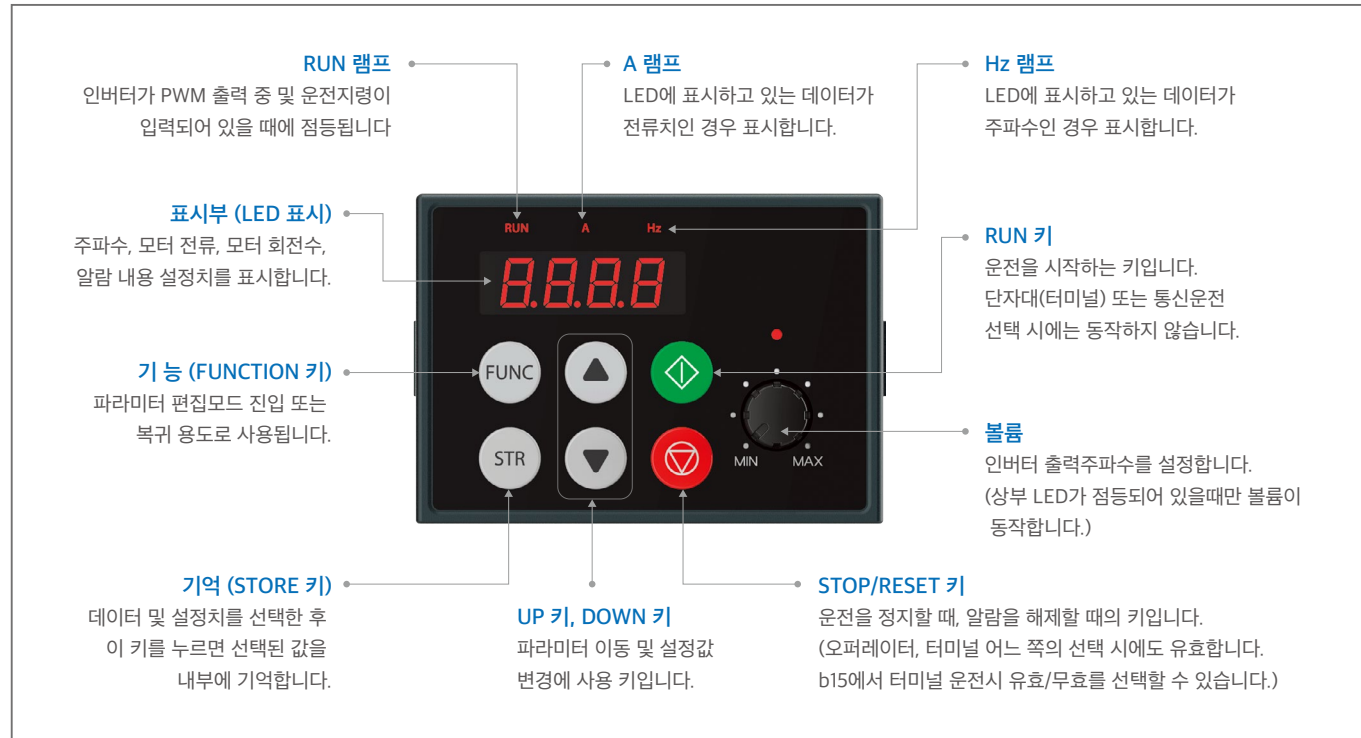 RUN 램프
인버터가 PWM 출력 중 및 운전지령이
입력되어 있을 때에 점등됩니다
A 램프
LED에 표시하고 있는 데이터가
전류치인 경우 표시합니다.
Hz 램프
LED에 표시하고 있는 데이터가
주파수인 경우 표시합니다.
표시부 (LED 표시)
주파수, 모터 전류, 모터 회전수,
알람 내용 설정치를 표시합니다.
RUN A Hz
8.8.8.8
RUN 키
운전을 시작하는 키입니다.
단자대(터미널) 또는 통신운전
선택 시에는 동작하지 않습니다.
기 능 (FUNCTION 키)
파라미터 편집모드 진입 또는
복귀 용도로 사용됩니다.
FUNC
STR
MIN MAX
볼륨
인버터 출력주파수를 설정합니다.
(상부 LED가 점등되어 있을때만 볼륨이
동작합니다.)
기억 (STORE 키)
데이터 및 설정치를 선택한 후
이 키를 누르면 선택된 값을
내부에 기억합니다.
UP 키, DOWN 키
파라미터 이동 및 설정값
변경에 사용 키입니다.
STOP/RESET 키
운전을 정지할 때, 알람을 해제할 때의 키입니다.
(오퍼레이터, 터미널 어느 쪽의 선택 시에도 유효합니다.
b15에서 터미널 운전시 유효/무효를 선택할 수 있습니다.)